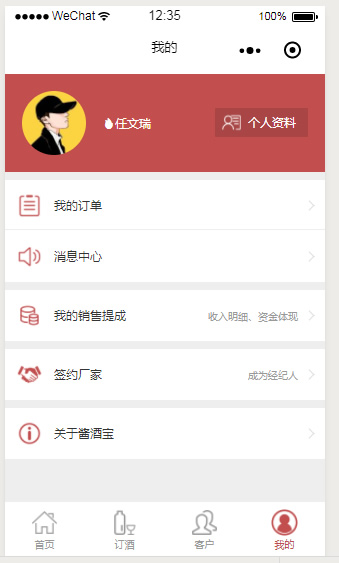 WeChat 12:35 100%
我的
任文瑞 个人资料
我的订单
消息中心
我的销售提成 收入明细、资金体现
签约厂家 成为经纪人
关于酱酒宝
首页 订酒 客户 我的